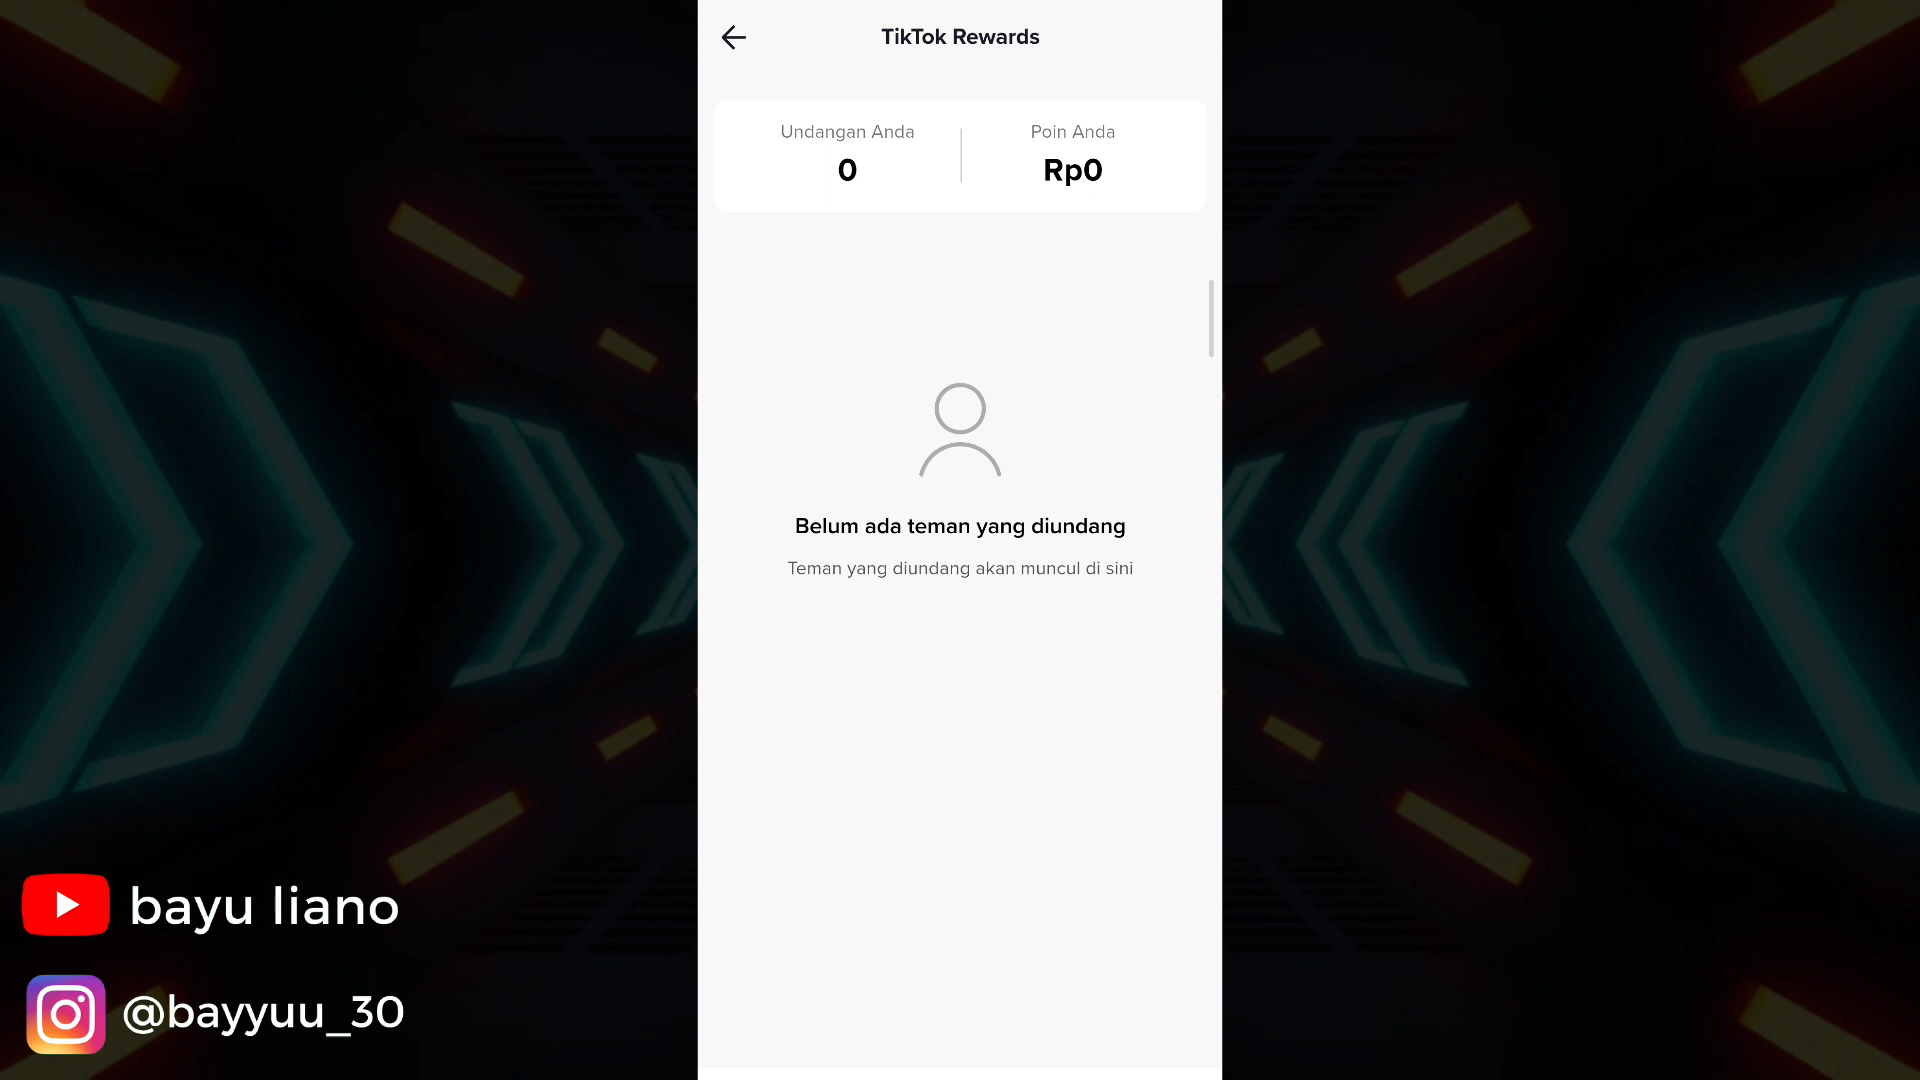 TikTok Rewards
Undangan Anda
0
Poin Anda
Rp0
Belum ada teman yang diundang
Teman yang diundang akan muncul di sini
bayu liano
@bayyuu_30